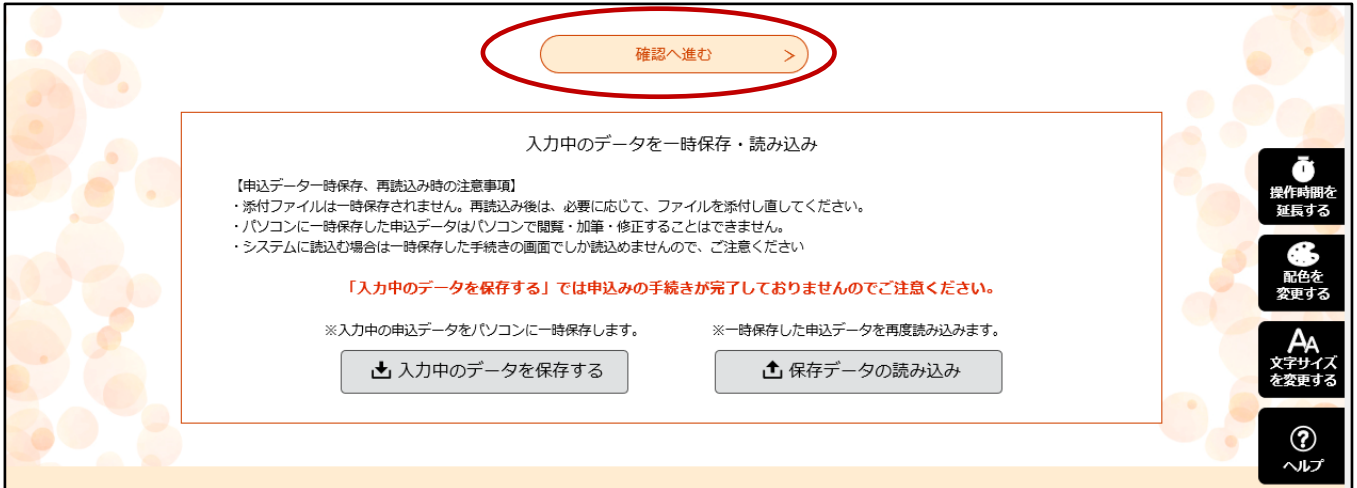 確認へ進む >
入力中のデータを一時保存・読み込み
【申込データ一時保存、再読込み時の注意事項】
・添付ファイルは一時保存されません。再読込み後は、必要に応じて、ファイルを添付し直してください。
・パソコンに一時保存した申込データはパソコンで閲覧・加筆・修正することはできません。
・システムに読込む場合は一時保存した手続きの画面でしか読込めませんので、ご注意ください
「入力中のデータを保存する」では申込みの手続きが完了しておりませんのでご注意ください。
※入力中の申込データをパソコンに一時保存します。
入力中のデータを保存する
※一時保存した申込データを再度読み込みます。
保存データの読み込み
操作時間を
延長する
配色を
変更する
AA
文字サイズ
を変更する
?
ヘルプ